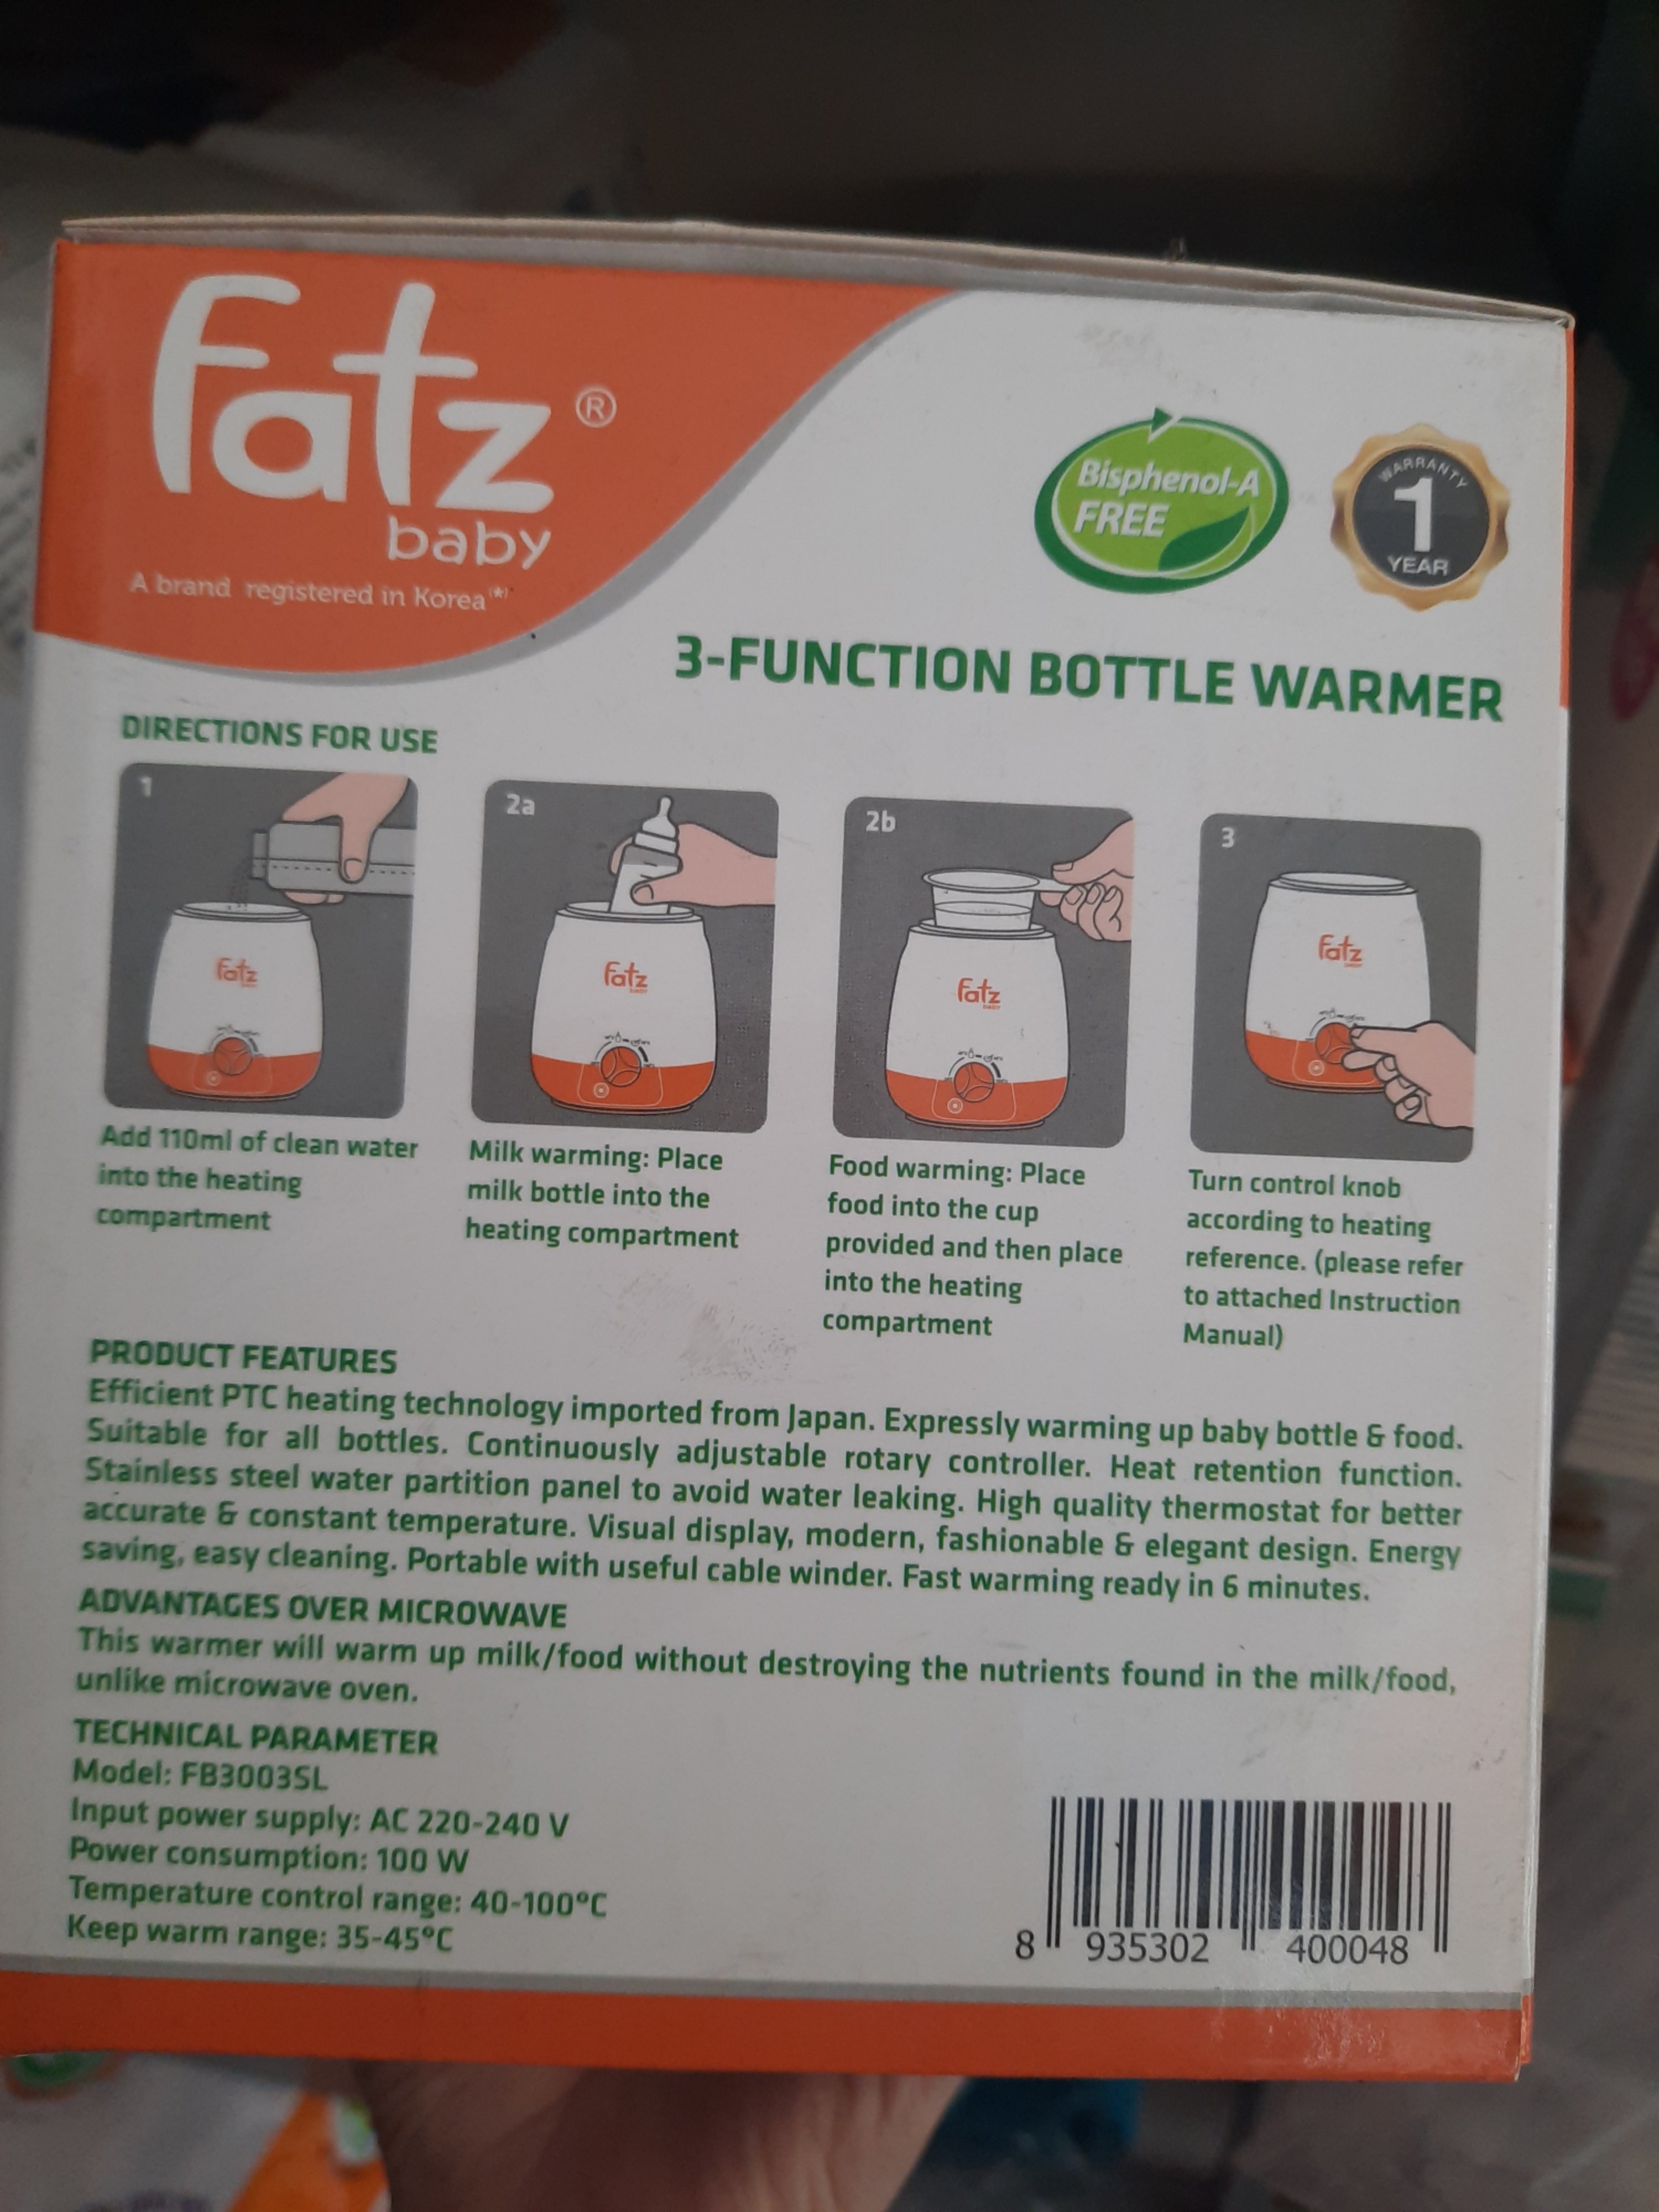 fatz®
baby
A brand registered in Korea(*)
Bisphenol-A
FREE
WARRANTY
1
YEAR
3-FUNCTION BOTTLE WARMER
DIRECTIONS FOR USE
1
fatz
baby
Add 110ml of clean water
into the heating
compartment
2a
fatz
baby
Milk warming: Place
milk bottle into the
heating compartment
2b
fatz
baby
Food warming: Place
food into the cup
provided and then place
into the heating
compartment
3
fatz
baby
Turn control knob
according to heating
reference. (please refer
to attached Instruction
Manual)
PRODUCT FEATURES
Efficient PTC heating technology imported from Japan. Expressly warming up baby bottle & food.
Suitable for all bottles. Continuously adjustable rotary controller. Heat retention function.
Stainless steel water partition panel to avoid water leaking. High quality thermostat for better
accurate & constant temperature. Visual display, modern, fashionable & elegant design. Energy
saving, easy cleaning. Portable with useful cable winder. Fast warming ready in 6 minutes.
ADVANTAGES OVER MICROWAVE
This warmer will warm up milk/food without destroying the nutrients found in the milk/food,
unlike microwave oven.
TECHNICAL PARAMETER
Model: FB3003SL
Input power supply: AC 220-240 V
Power consumption: 100 W
Temperature control range: 40-100°C
Keep warm range: 35-45°C
8 935302 400048